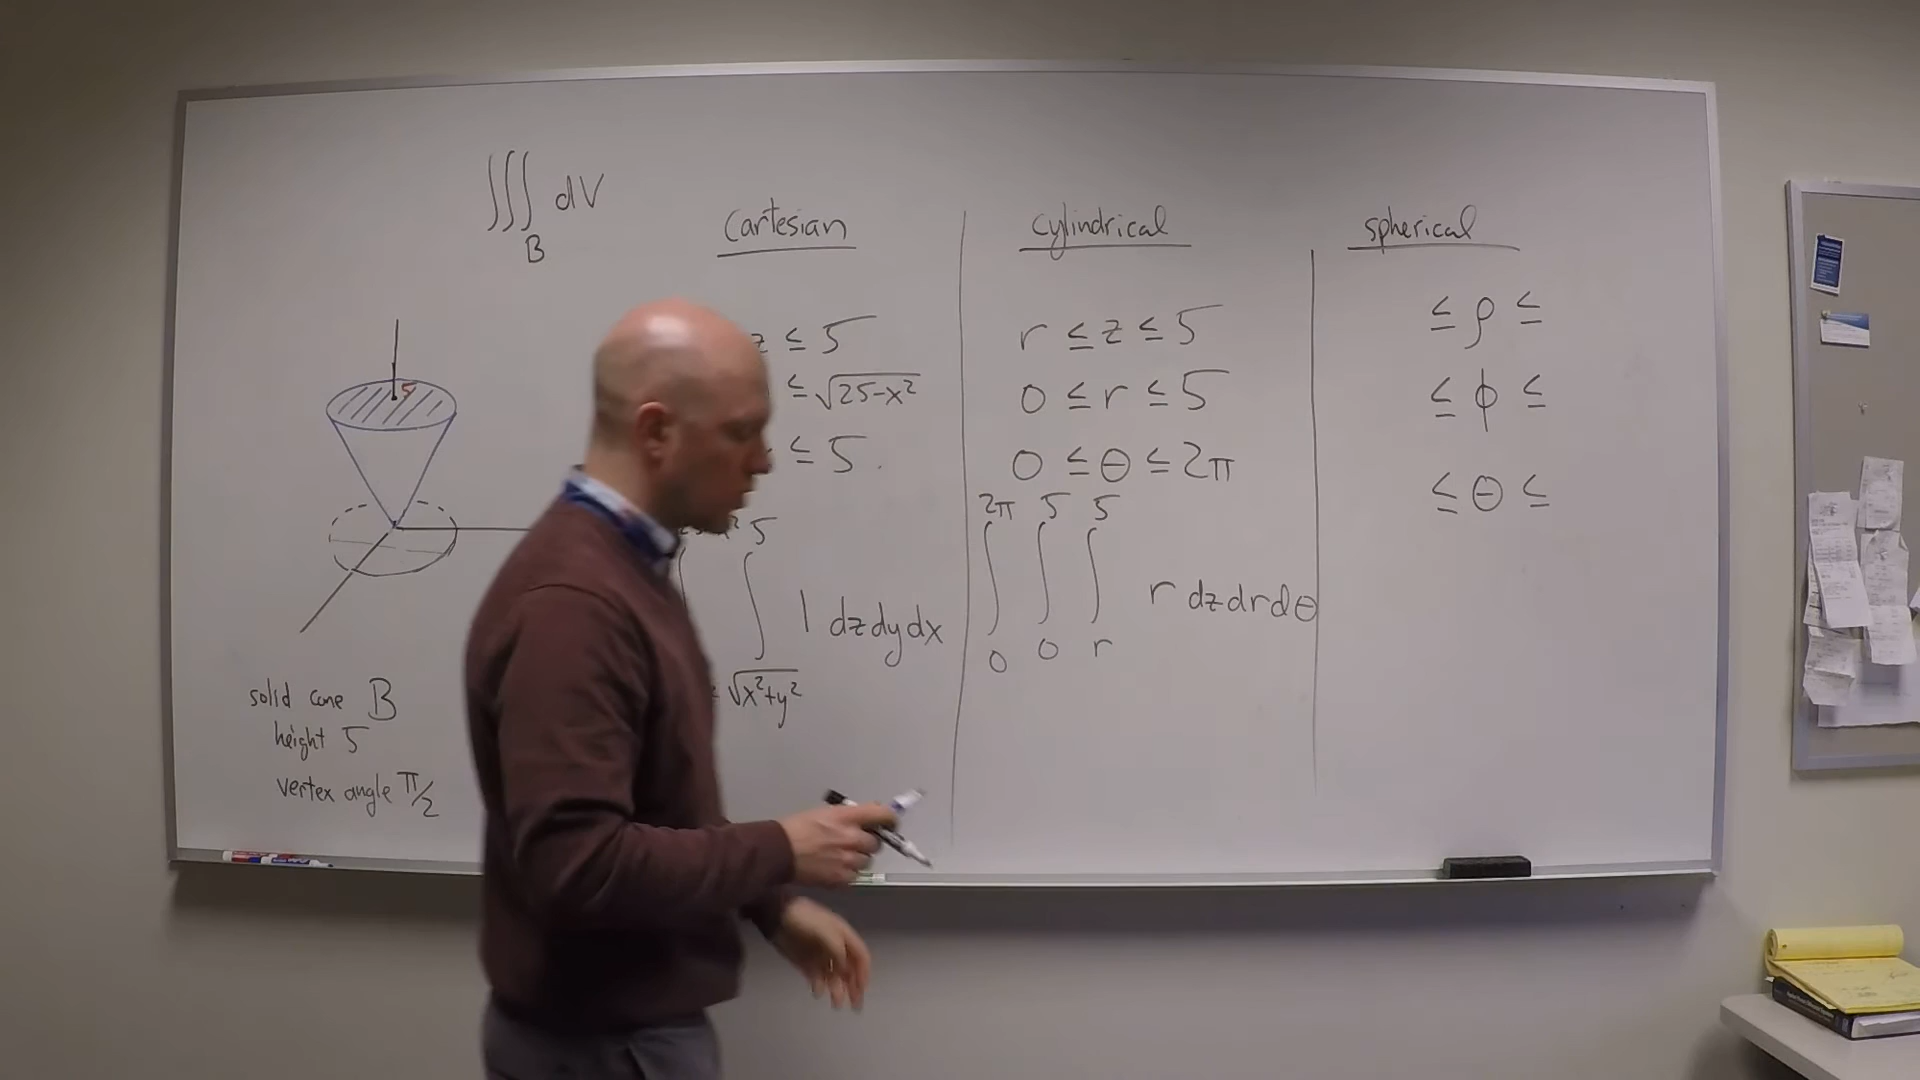 ∭_B dV
5
solid cone B
height 5
vertex angle π/2
Cartesian
z ≤ 5
≤ √(25-x²)
≤ 5
5
∫ ∫ 1 dz dy dx
√(x²+y²)
cylindrical
r ≤ z ≤ 5
0 ≤ r ≤ 5
0 ≤ θ ≤ 2π
2π 5 5
∫ ∫ ∫ r dz dr dθ
0 0 r
spherical
≤ ρ ≤
≤ φ ≤
≤ θ ≤